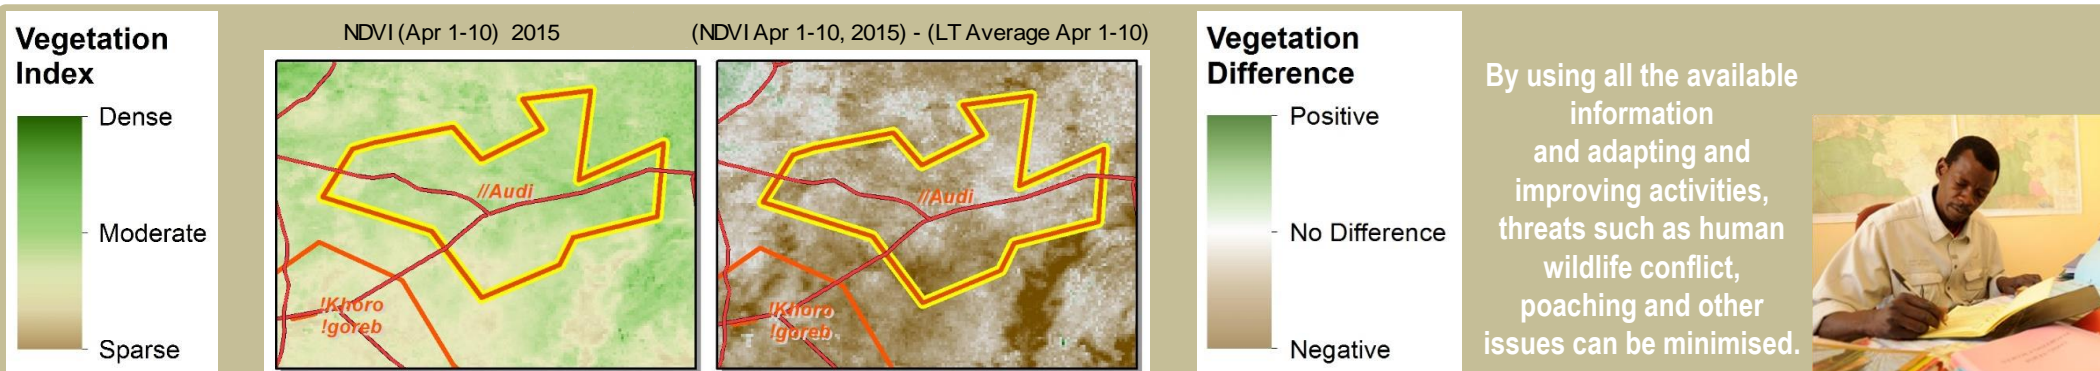 Vegetation
Index
Dense
Moderate
Sparse
NDVI (Apr 1-10) 2015
//Audi
!Khoro
!goreb
(NDVI Apr 1-10, 2015) - (LT Average Apr 1-10)
//Audi
!Khoro
!goreb
Vegetation
Difference
Positive
No Difference
Negative
By using all the available
information
and adapting and
improving activities,
threats such as human
wildlife conflict,
poaching and other
issues can be minimised.